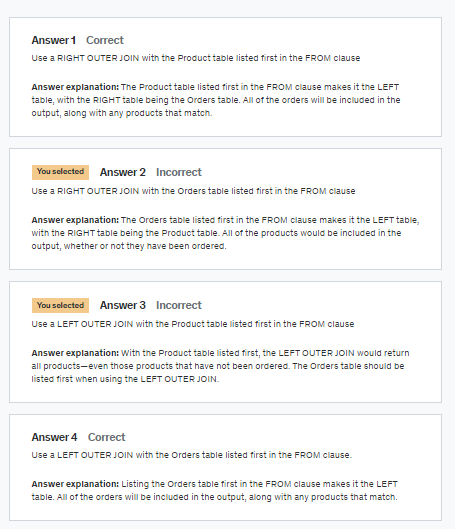 Answer 1 Correct
Use a RIGHT OUTER JOIN with the Product table listed first in the FROM clause
Answer explanation: The Product table listed first in the FROM clause makes it the LEFT
table, with the RIGHT table being the Orders table. All of the orders will be included in the
output, along with any products that match.
You selected Answer 2 Incorrect
Use a RIGHT OUTER JOIN with the Orders table listed first in the FROM clause
Answer explanation: The Orders table listed first in the FROM clause makes it the LEFT table,
with the RIGHT table being the Product table. All of the products would be included in the
output, whether or not they have been ordered.
You selected Answer 3 Incorrect
Use a LEFT OUTER JOIN with the Product table listed first in the FROM clause
Answer explanation: With the Product table listed first, the LEFT OUTER JOIN would return
all products—even those products that have not been ordered. The Orders table should be
listed first when using the LEFT OUTER JOIN.
Answer 4 Correct
Use a LEFT OUTER JOIN with the Orders table listed first in the FROM clause.
Answer explanation: Listing the Orders table first in the FROM clause makes it the LEFT
table. All of the orders will be included in the output, along with any products that match.